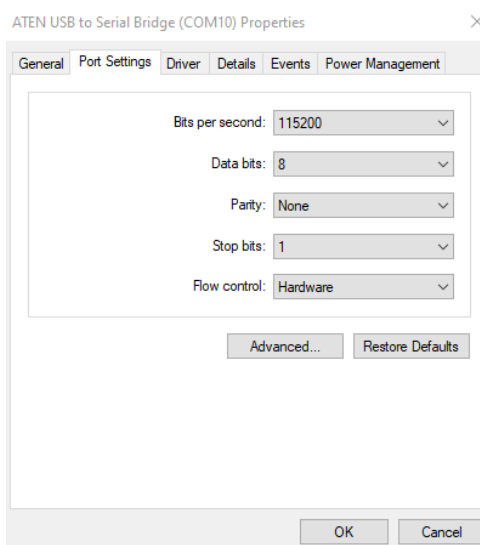 ATEN USB to Serial Bridge (COM10) Properties
General Port Settings Driver Details Events Power Management
Bits per second: 115200
Data bits: 8
Parity: None
Stop bits: 1
Flow control: Hardware
Advanced... Restore Defaults
OK Cancel